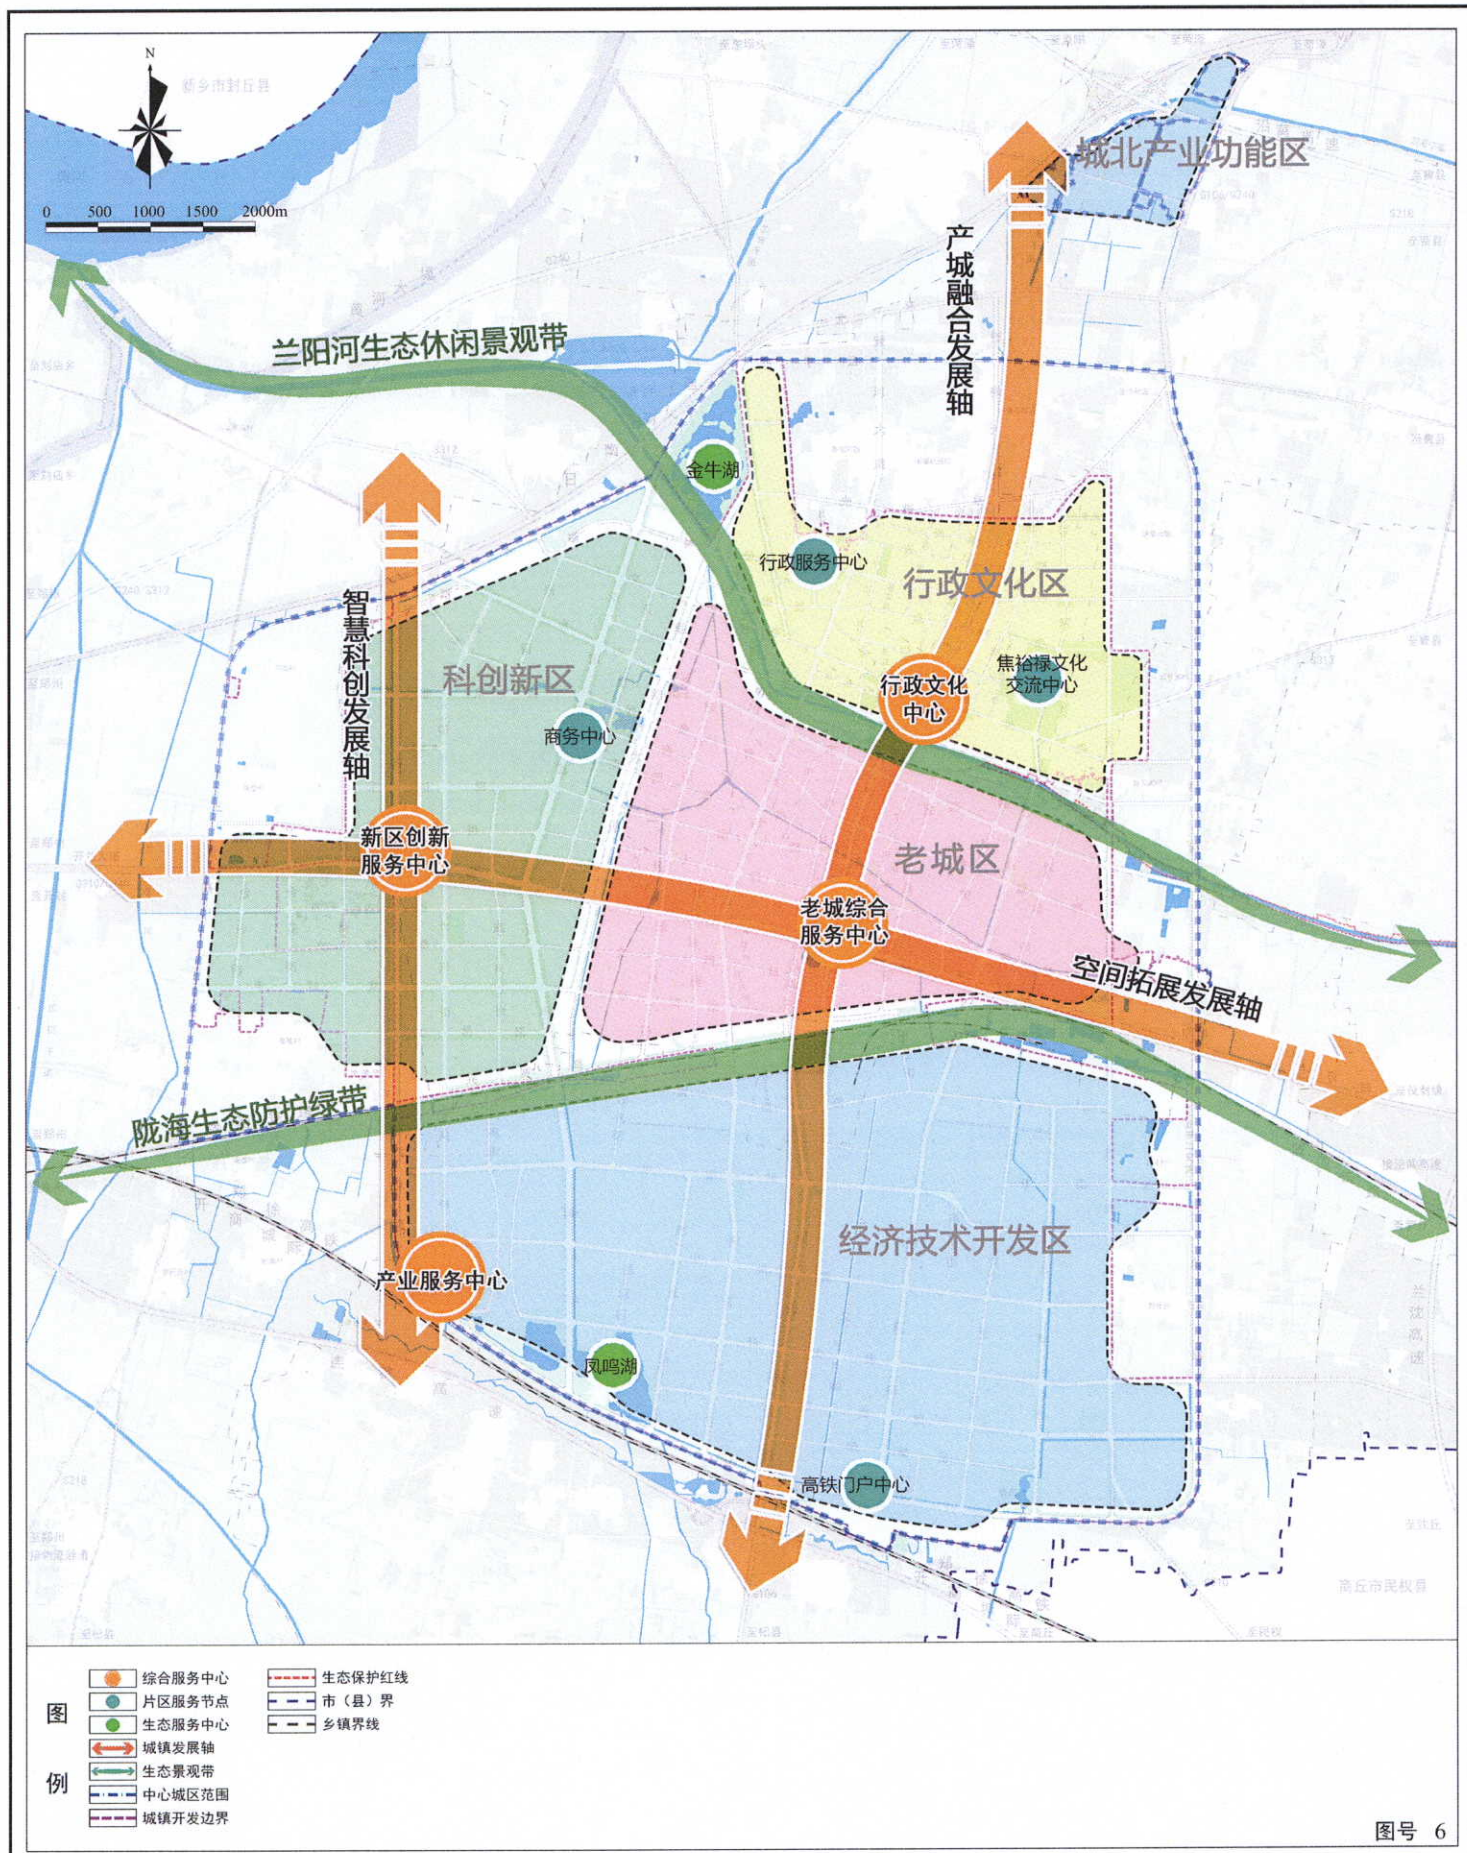 N
新乡市封丘县
0 500 1000 1500 2000m
城北产业功能区
产城融合发展轴
兰阳河生态休闲景观带
金牛湖
行政服务中心
行政文化区
智慧科创发展轴
科创新区
焦裕禄文化
交流中心
行政文化
中心
商务中心
新区创新
服务中心
老城区
老城综合
服务中心
空间拓展发展轴
陇海生态防护绿带
经济技术开发区
产业服务中心
凤鸣湖
兰沈高速
高铁门户中心
商丘市民权县
图例
综合服务中心
片区服务节点
生态服务中心
城镇发展轴
生态景观带
中心城区范围
城镇开发边界
生态保护红线
市（县）界
乡镇界线
图号 6